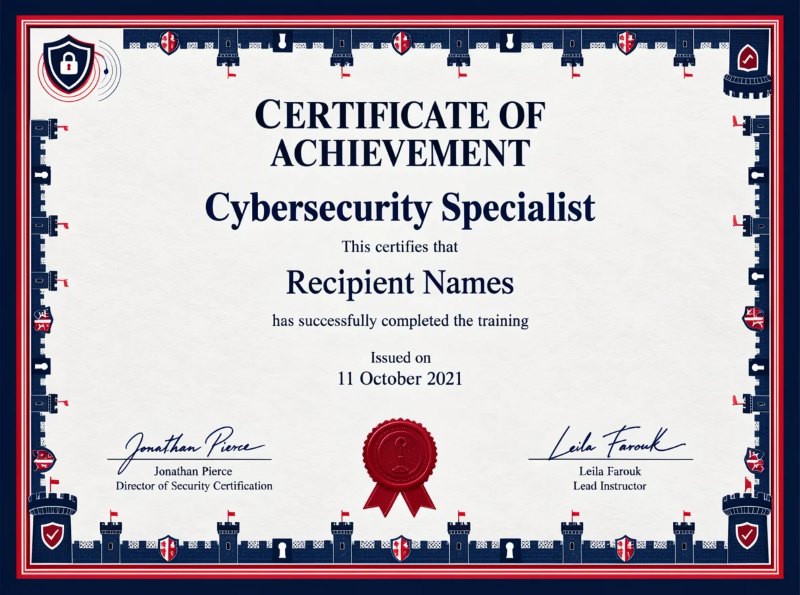 CERTIFICATE OF
ACHIEVEMENT
Cybersecurity Specialist
This certifies that
Recipient Names
has successfully completed the training
Issued on
11 October 2021
Jonathan Pierce
Jonathan Pierce
Director of Security Certification
Leila Farouk
Leila Farouk
Lead Instructor